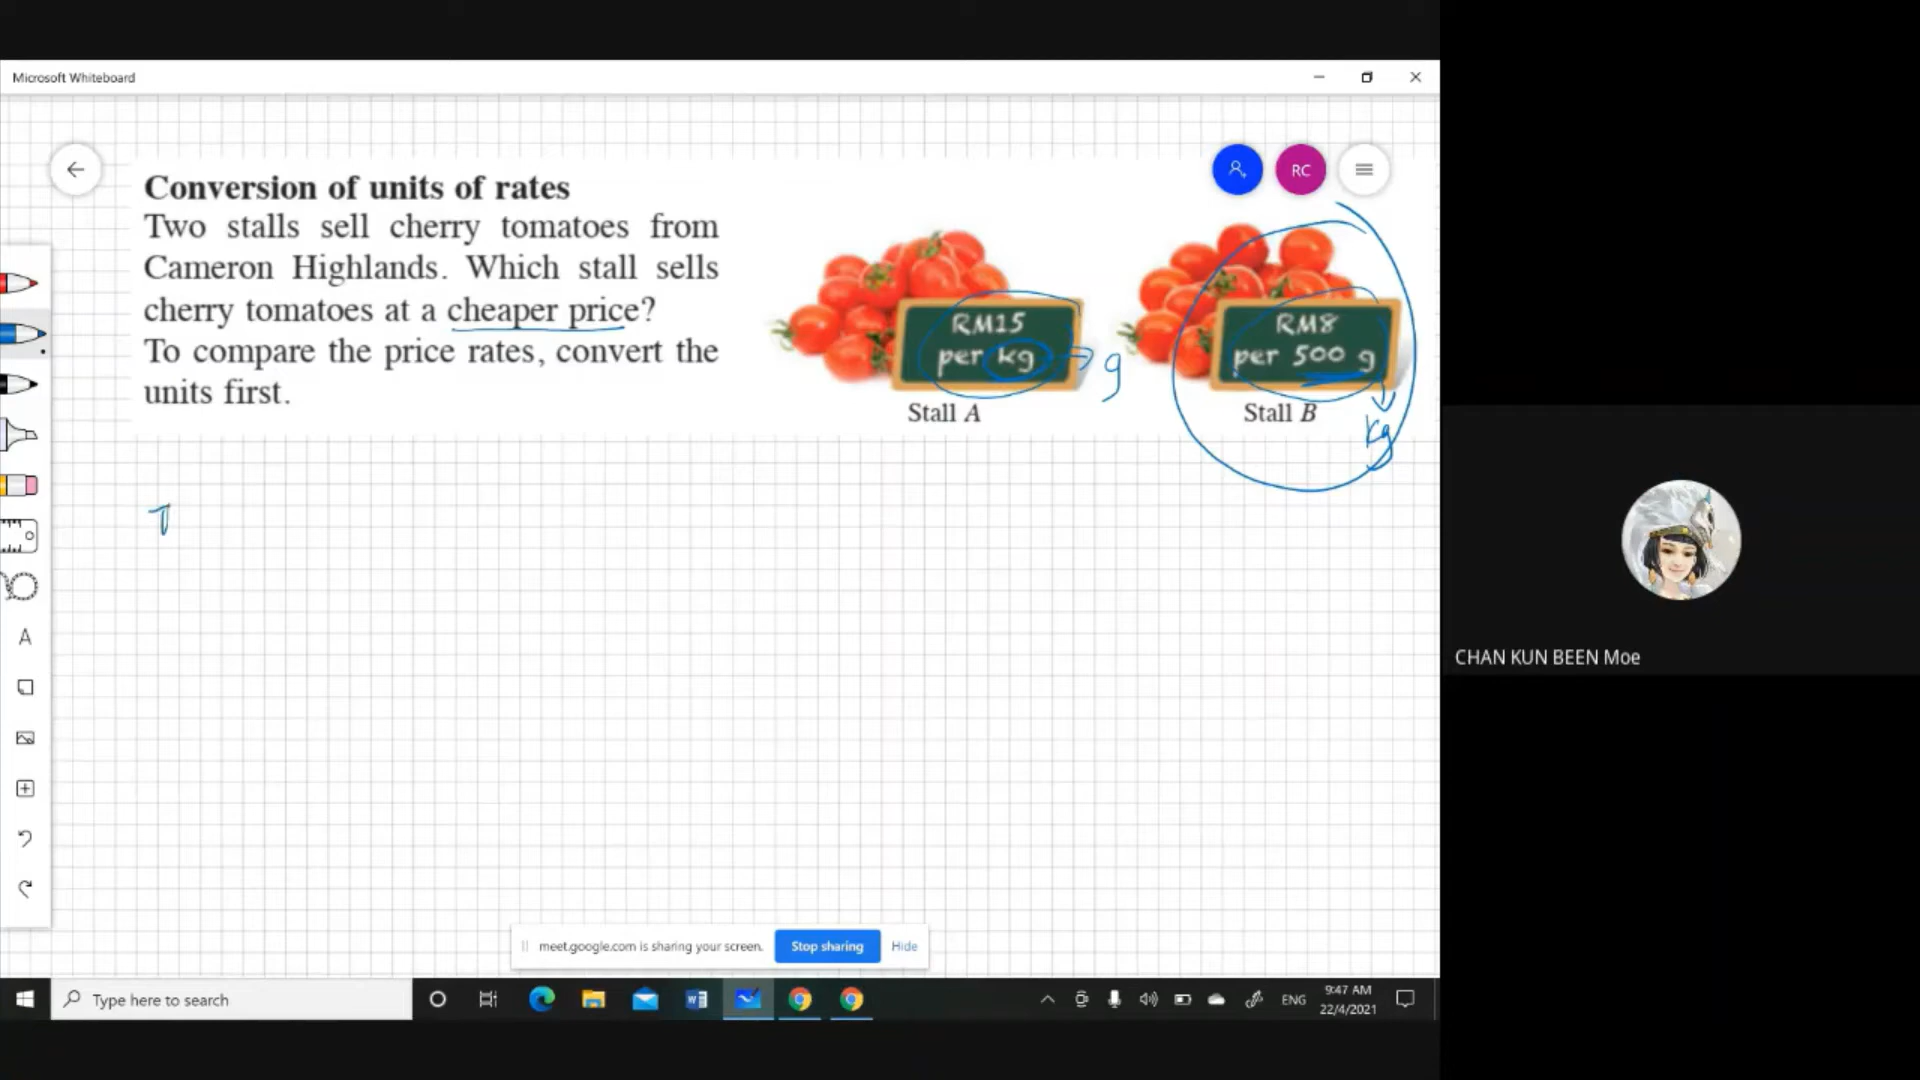 Microsoft Whiteboard
RC
Conversion of units of rates
Two stalls sell cherry tomatoes from
Cameron Highlands. Which stall sells
cherry tomatoes at a cheaper price?
To compare the price rates, convert the
units first.
RM15
per kg
g
Stall A
RM8
per 500 g
Stall B
kg
T
A
CHAN KUN BEEN Moe
meet.google.com is sharing your screen.
Stop sharing
Hide
Type here to search
ENG
9:47 AM
22/4/2021